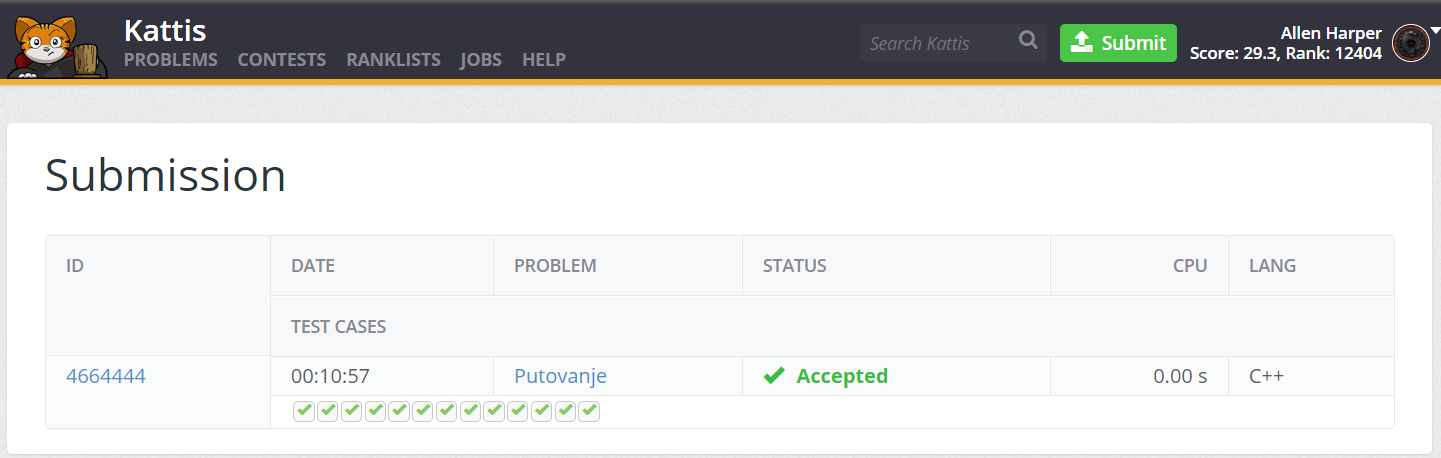 Kattis
PROBLEMS CONTESTS RANKLISTS JOBS HELP
Search Kattis
Submit
Allen Harper
Score: 29.3, Rank: 12404
Submission
ID DATE PROBLEM STATUS CPU LANG
TEST CASES
4664444 00:10:57 Putovanje Accepted 0.00 s C++